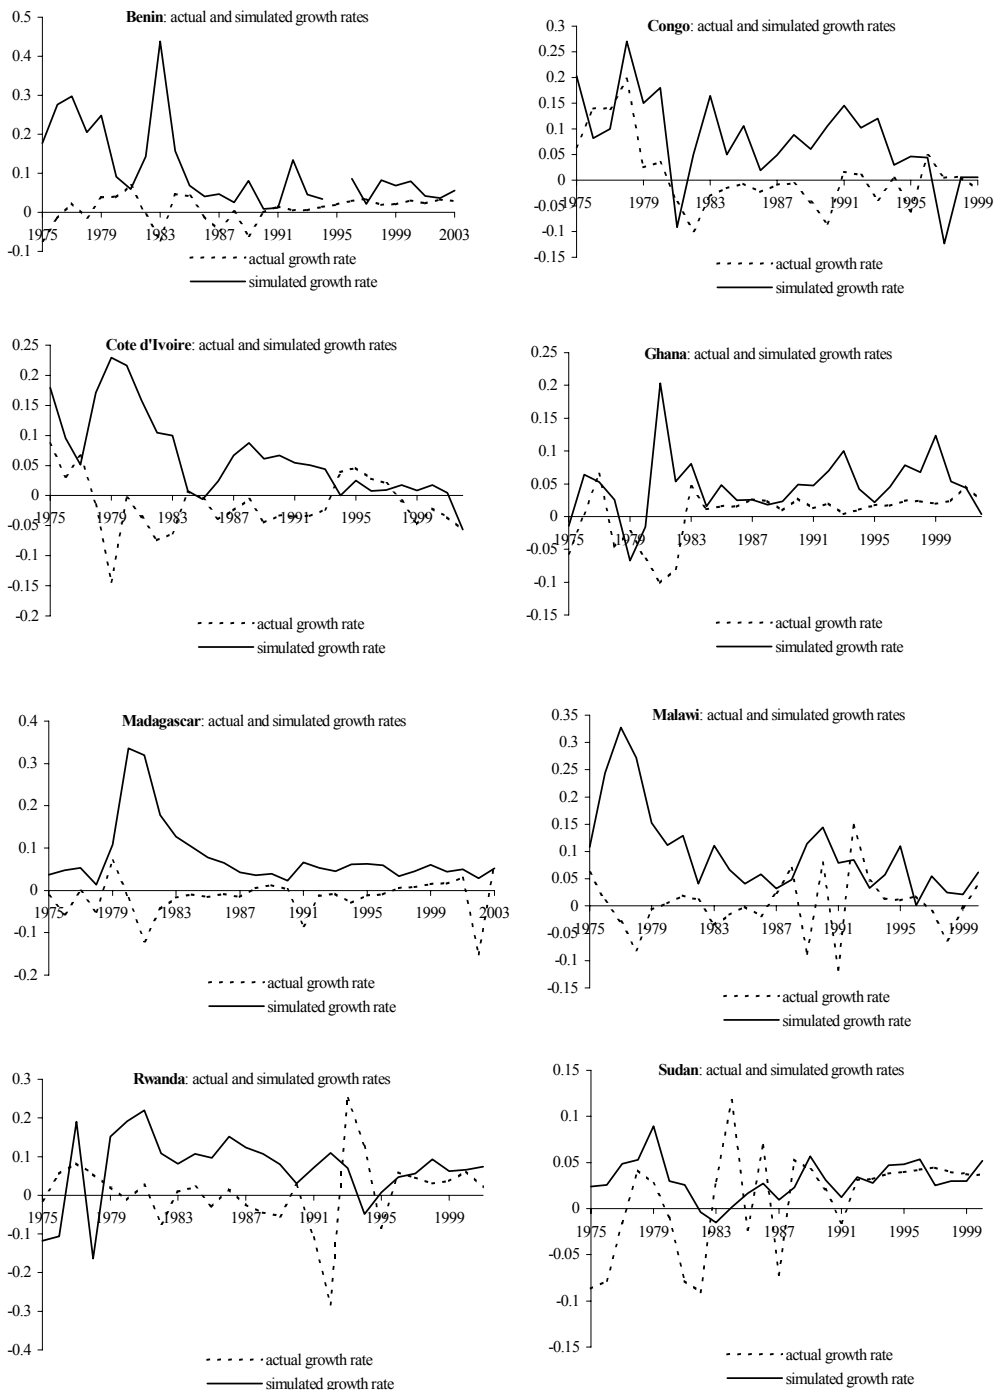 Benin: actual and simulated growth rates
0.5
0.4
0.3
0.2
0.1
0
-0.1
1975 1979 1983 1987 1991 1995 1999 2003
actual growth rate
simulated growth rate
Congo: actual and simulated growth rates
0.3
0.25
0.2
0.15
0.1
0.05
0
-0.05
-0.1
-0.15
1975 1979 1983 1987 1991 1995 1999
actual growth rate
simulated growth rate
Cote d'Ivoire: actual and simulated growth rates
0.25
0.2
0.15
0.1
0.05
0
-0.05
-0.1
-0.15
-0.2
1975 1979 1983 1987 1991 1995 1999
actual growth rate
simulated growth rate
Ghana: actual and simulated growth rates
0.25
0.2
0.15
0.1
0.05
0
-0.05
-0.1
-0.15
1975 1979 1983 1987 1991 1995 1999
actual growth rate
simulated growth rate
Madagascar: actual and simulated growth rates
0.4
0.3
0.2
0.1
0
-0.1
-0.2
1975 1979 1983 1987 1991 1995 1999 2003
actual growth rate
simulated growth rate
Malawi: actual and simulated growth rates
0.35
0.3
0.25
0.2
0.15
0.1
0.05
0
-0.05
-0.1
-0.15
1975 1979 1983 1987 1991 1995 1999
actual growth rate
simulated growth rate
Rwanda: actual and simulated growth rates
0.3
0.2
0.1
0
-0.1
-0.2
-0.3
-0.4
1975 1979 1983 1987 1991 1995 1999
actual growth rate
simulated growth rate
Sudan: actual and simulated growth rates
0.15
0.1
0.05
0
-0.05
-0.1
-0.15
1975 1979 1983 1987 1991 1995 1999
actual growth rate
simulated growth rate